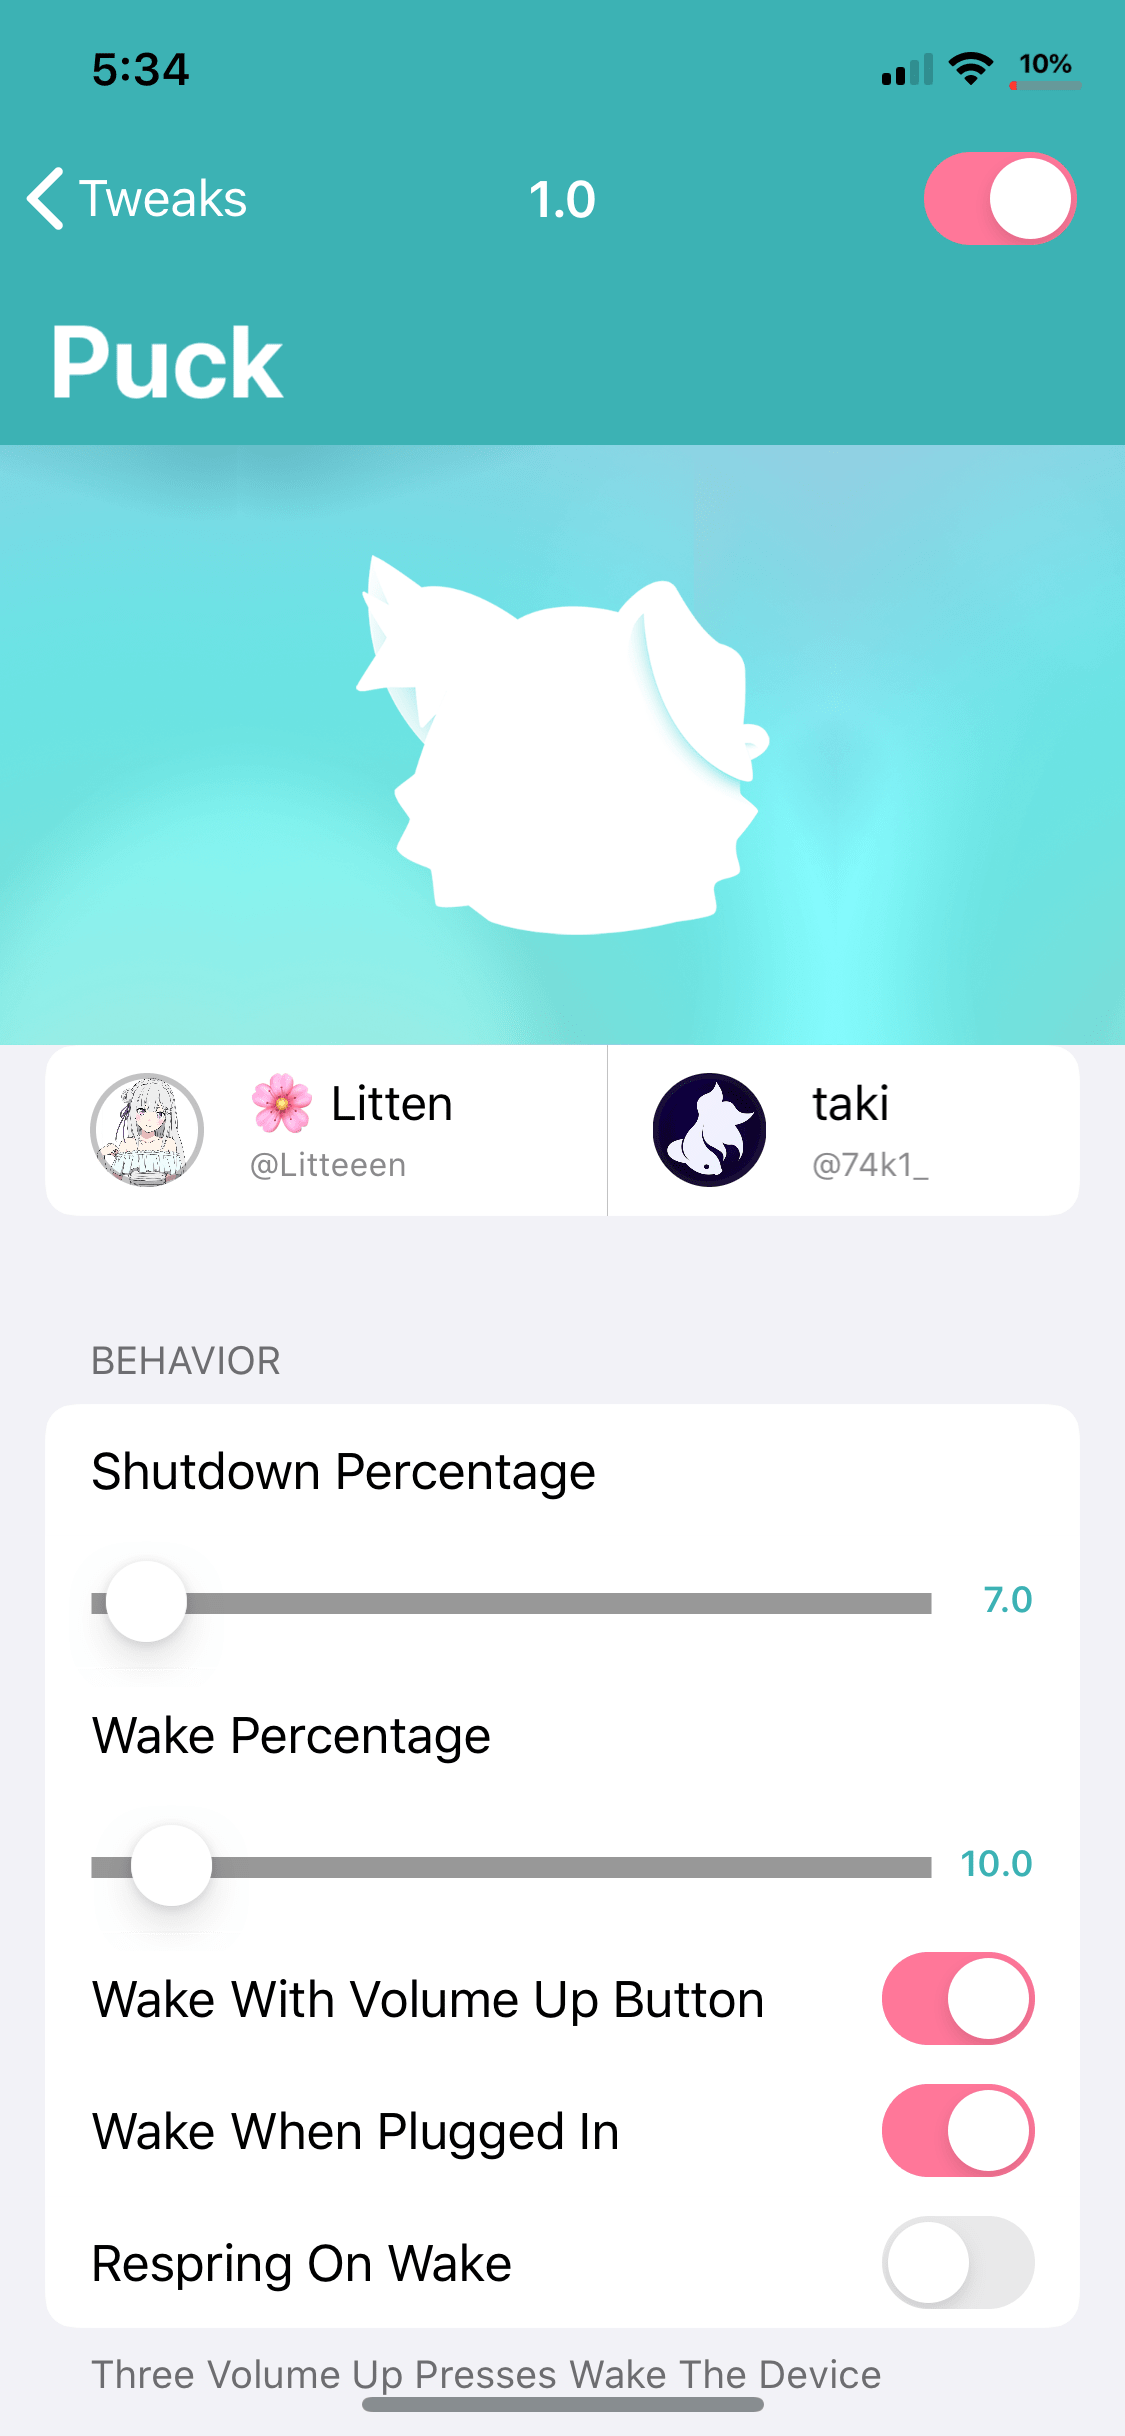 5:34
10%
Tweaks
1.0
Puck
🌸 Litten
@Litteeen
taki
@74k1_
BEHAVIOR
Shutdown Percentage
7.0
Wake Percentage
10.0
Wake With Volume Up Button
Wake When Plugged In
Respring On Wake
Three Volume Up Presses Wake The Device